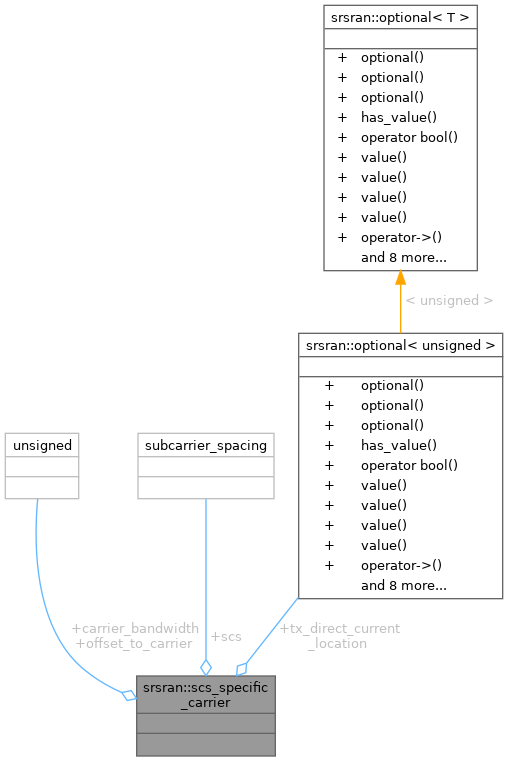 srsran::optional< T >
+ optional()
+ optional()
+ optional()
+ has_value()
+ operator bool()
+ value()
+ value()
+ value()
+ value()
+ operator->()
and 8 more...
< unsigned >
srsran::optional< unsigned >
+ optional()
+ optional()
+ optional()
+ has_value()
+ operator bool()
+ value()
+ value()
+ value()
+ value()
+ operator->()
and 8 more...
unsigned
subcarrier_spacing
+carrier_bandwidth
+offset_to_carrier
+scs
+tx_direct_current
_location
srsran::scs_specific
_carrier